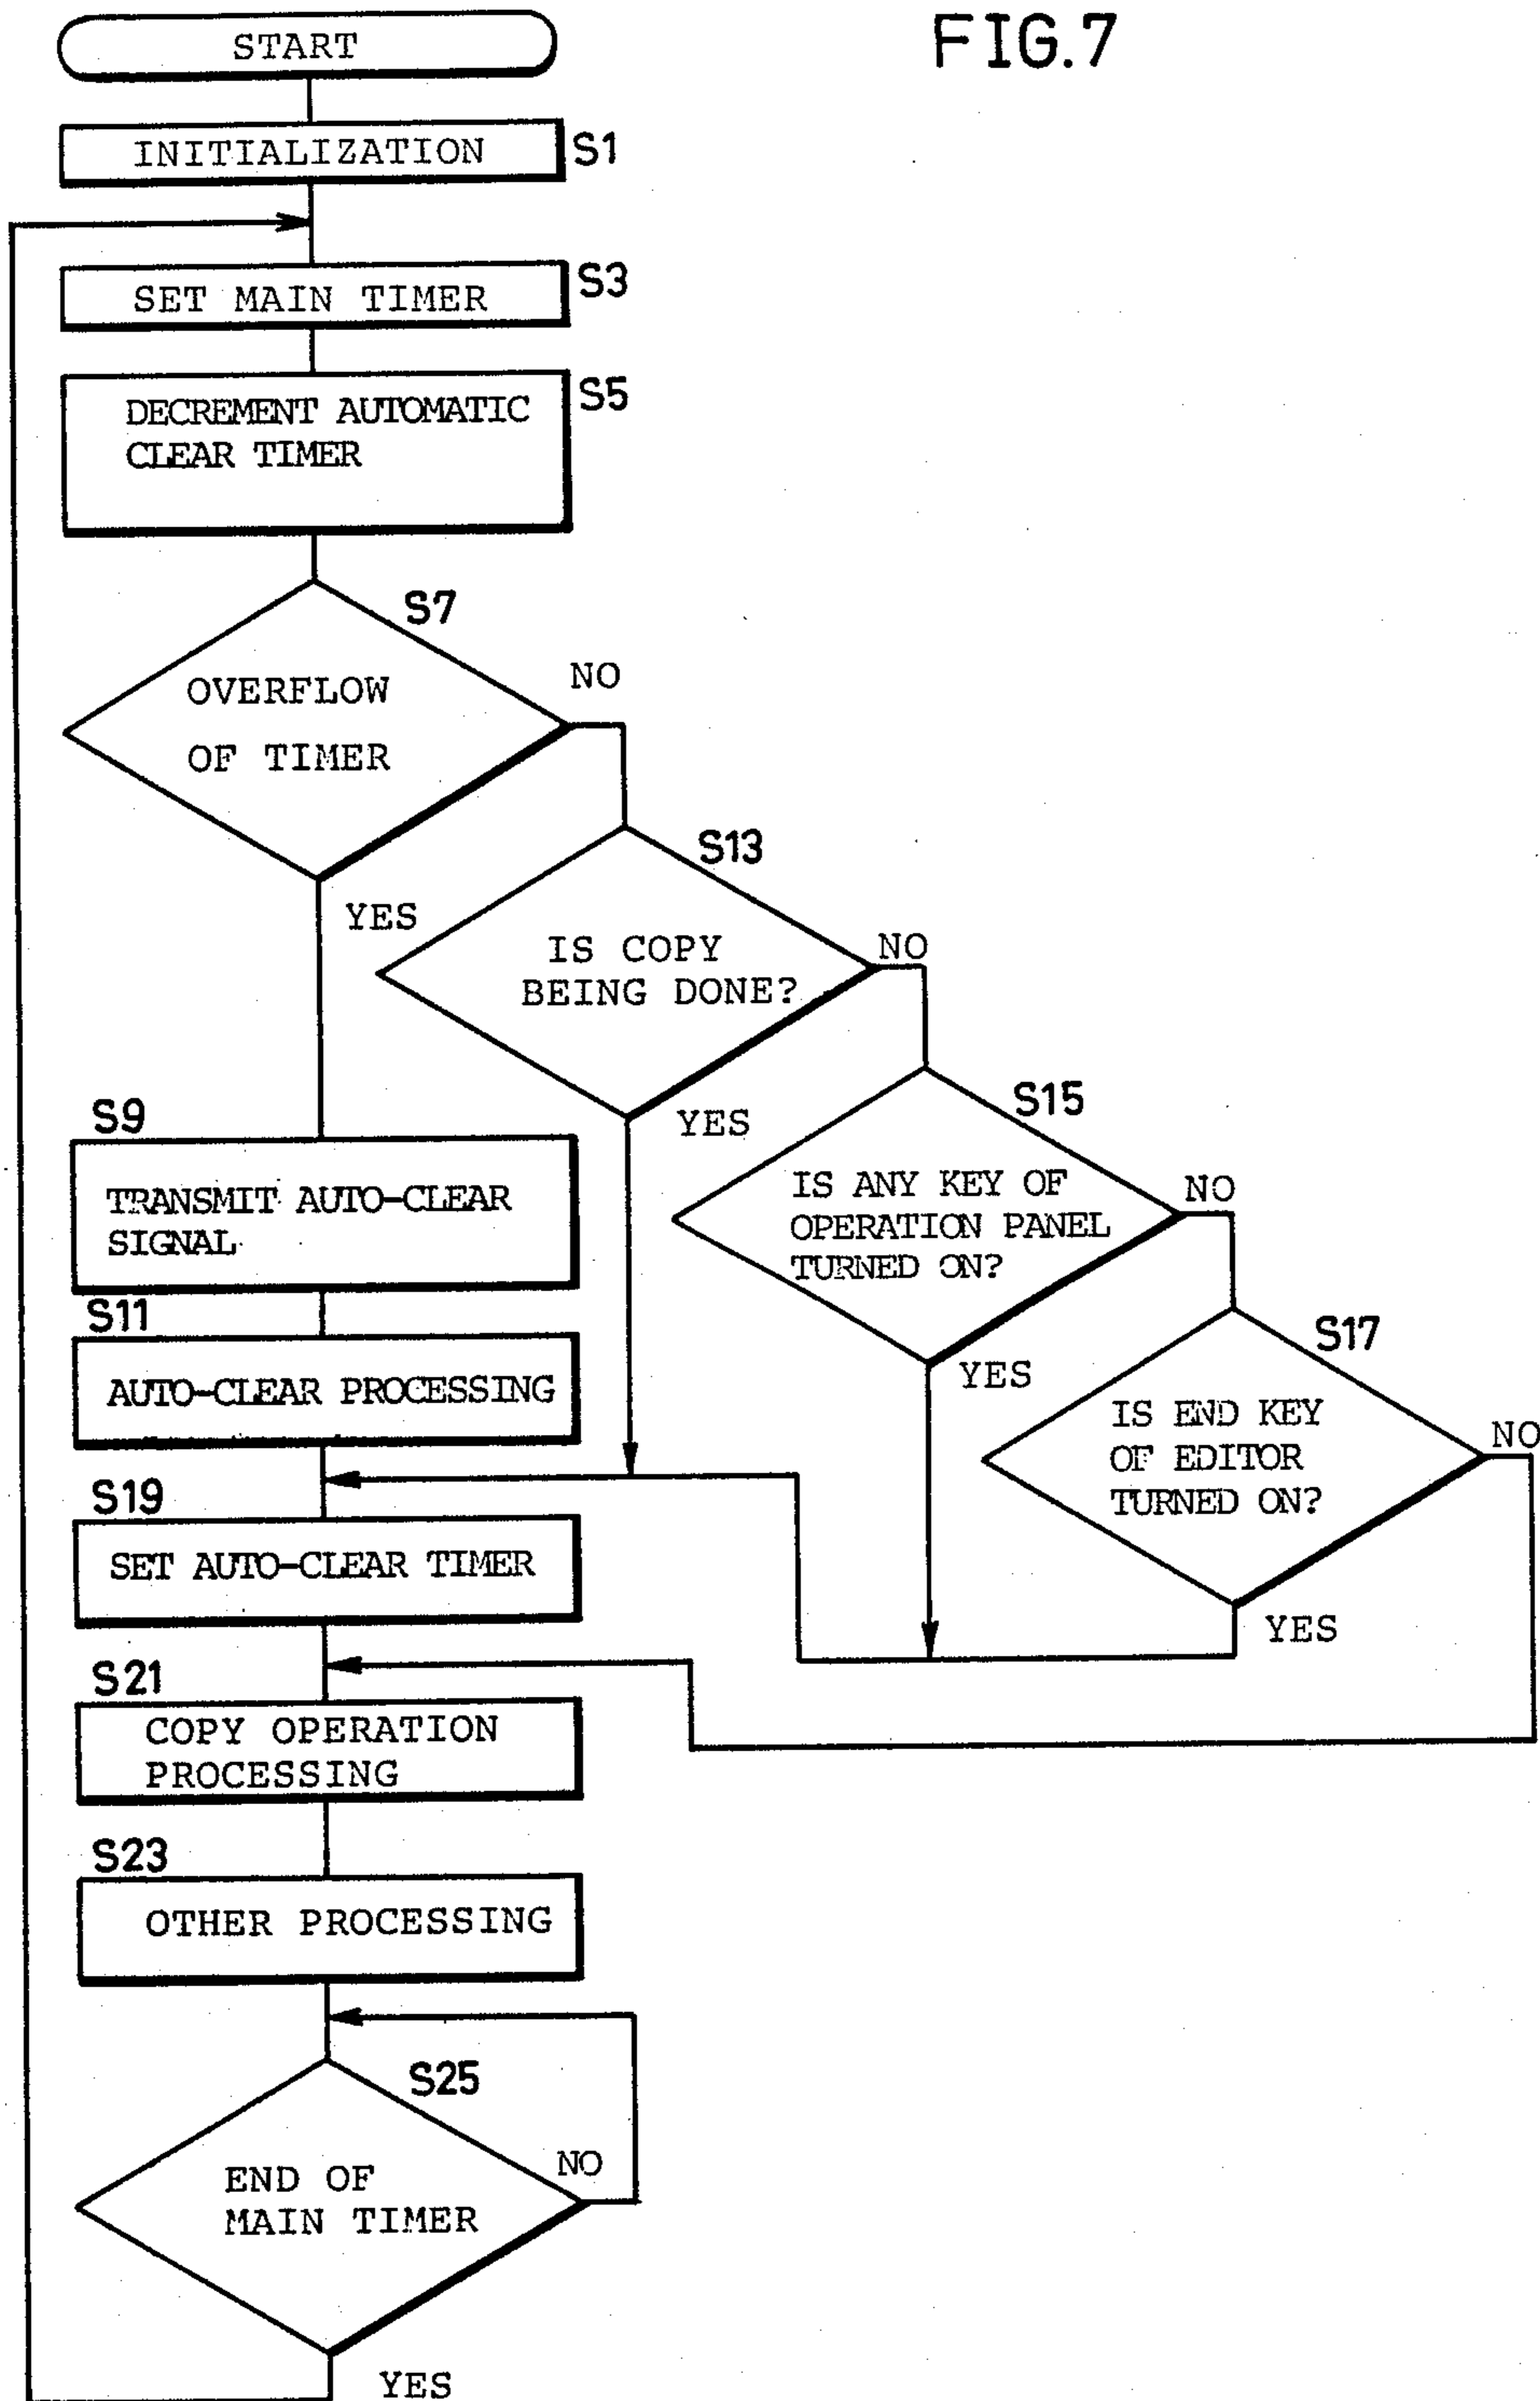 FIG.7
START
INITIALIZATION
S1
SET MAIN TIMER
S3
DECREMENT AUTOMATIC
CLEAR TIMER
S5
S7
OVERFLOW
OF TIMER
NO
YES
S13
IS COPY
BEING DONE?
NO
YES
S15
IS ANY KEY OF
OPERATION PANEL
TURNED ON?
NO
YES
S17
IS END KEY
OF EDITOR
TURNED ON?
NO
YES
S9
TRANSMIT AUTO-CLEAR
SIGNAL
S11
AUTO-CLEAR PROCESSING
S19
SET AUTO-CLEAR TIMER
S21
COPY OPERATION
PROCESSING
S23
OTHER PROCESSING
S25
END OF
MAIN TIMER
NO
YES